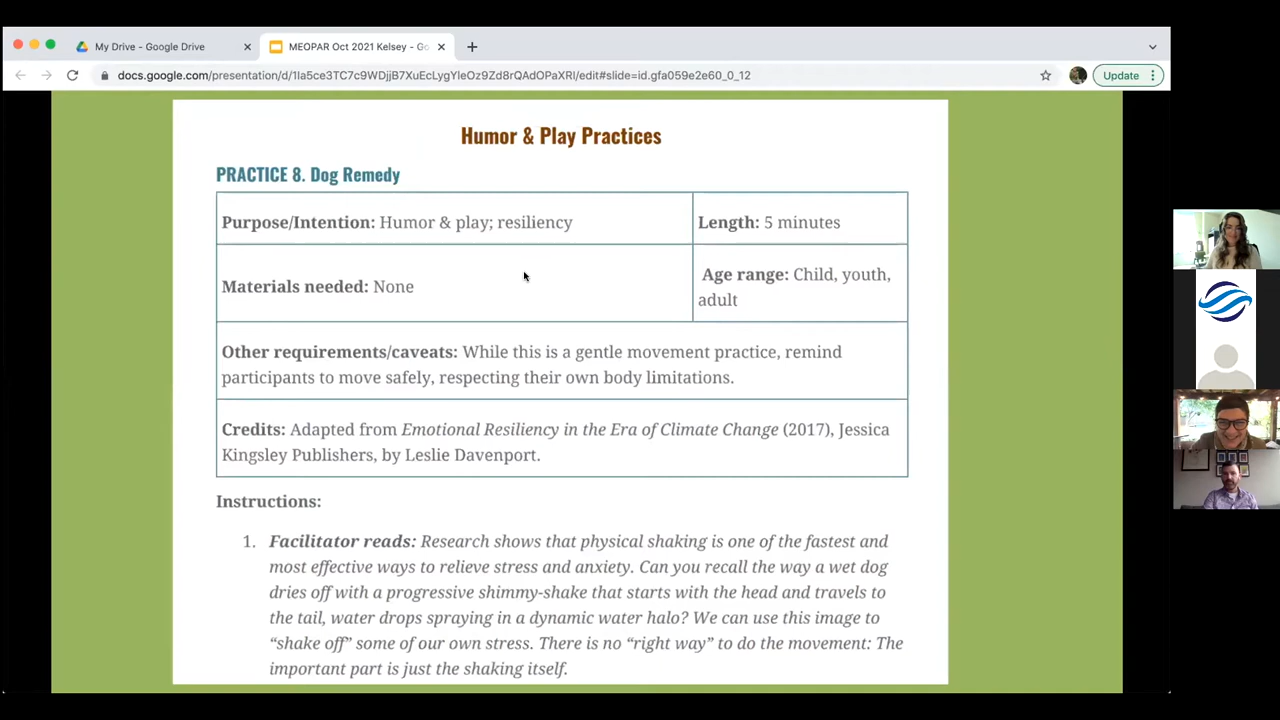 My Drive - Google Drive
MEOPAR Oct 2021 Kelsey - Go
docs.google.com/presentation/d/1Ia5ce3TC7c9WDjjB7XuEcLygYleOz9Zd8rQAdOPaXRI/edit#slide=id.gfa059e2e60_0_12
Update
Humor & Play Practices
PRACTICE 8. Dog Remedy
Purpose/Intention: Humor & play; resiliency
Length: 5 minutes
Materials needed: None
Age range: Child, youth,
adult
Other requirements/caveats: While this is a gentle movement practice, remind
participants to move safely, respecting their own body limitations.
Credits: Adapted from Emotional Resiliency in the Era of Climate Change (2017), Jessica
Kingsley Publishers, by Leslie Davenport.
Instructions:
1. Facilitator reads: Research shows that physical shaking is one of the fastest and
most effective ways to relieve stress and anxiety. Can you recall the way a wet dog
dries off with a progressive shimmy-shake that starts with the head and travels to
the tail, water drops spraying in a dynamic water halo? We can use this image to
“shake off” some of our own stress. There is no “right way” to do the movement: The
important part is just the shaking itself.